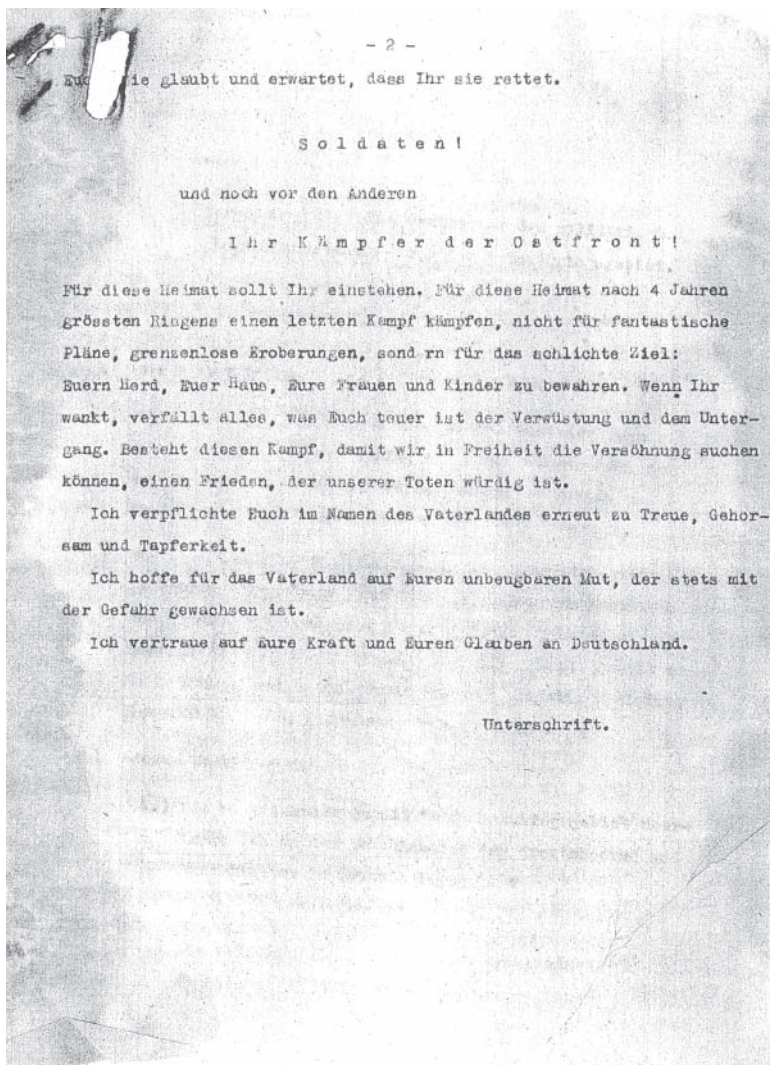 - 2 -
ie glaubt und erwartet, dass Ihr sie rettet.
S o l d a t e n !
und noch vor den Anderen
I h r  K ä m p f e r  d e r  O s t f r o n t !
Für diese Heimat sollt Ihr einstehen. Für diese Heimat nach 4 Jahren
grössten Ringens einen letzten Kampf kämpfen, nicht für fantastische
Pläne, grenzenlose Eroberungen, sond rn für das schlichte Ziel:
Euern Herd, Euer Haus, Eure Frauen und Kinder zu bewahren. Wenn Ihr
wankt, verfällt alles, was Euch teuer ist der Verwüstung und dem Unter-
gang. Besteht diesen Kampf, damit wir in Freiheit die Versöhnung suchen
können, einen Frieden, der unserer Toten würdig ist.
Ich verpflichte Euch im Namen des Vaterlandes erneut zu Treue, Gehor-
sam und Tapferkeit.
Ich hoffe für das Vaterland auf Euren unbeugbaren Mut, der stets mit
der Gefahr gewachsen ist.
Ich vertraue auf Eure Kraft und Euren Glauben an Deutschland.
Unterschrift.